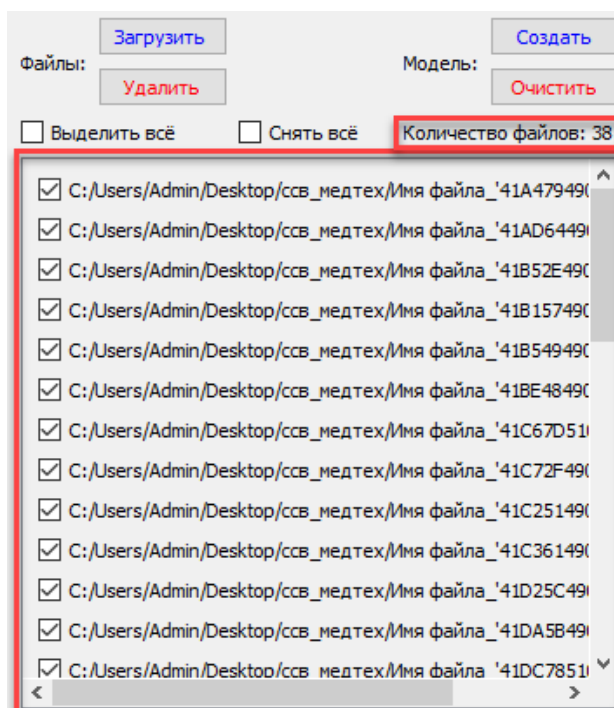 Загрузить
Создать
Файлы:
Модель:
Удалить
Очистить
Выделить всё
Снять всё
Количество файлов: 38
C:/Users/Admin/Desktop/ссв_медтех/Имя файла_'41A47949
C:/Users/Admin/Desktop/ссв_медтех/Имя файла_'41AD6449
C:/Users/Admin/Desktop/ссв_медтех/Имя файла_'41B52E49
C:/Users/Admin/Desktop/ссв_медтех/Имя файла_'41B15749
C:/Users/Admin/Desktop/ссв_медтех/Имя файла_'41B54949
C:/Users/Admin/Desktop/ссв_медтех/Имя файла_'41BE4849
C:/Users/Admin/Desktop/ссв_медтех/Имя файла_'41C67D51
C:/Users/Admin/Desktop/ссв_медтех/Имя файла_'41C72F49
C:/Users/Admin/Desktop/ссв_медтех/Имя файла_'41C25149
C:/Users/Admin/Desktop/ссв_медтех/Имя файла_'41C36149
C:/Users/Admin/Desktop/ссв_медтех/Имя файла_'41D25C49
C:/Users/Admin/Desktop/ссв_медтех/Имя файла_'41DA5B49
C:/Users/Admin/Desktop/ссв_медтех/Имя файла_'41DC7851